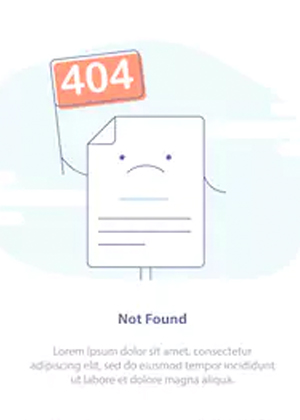 404
Not Found
Lorem ipsum dolor sit amet, consectetur
adipiscing elit, sed do eiusmod tempor incididunt
ut labore et dolore magna aliqua.